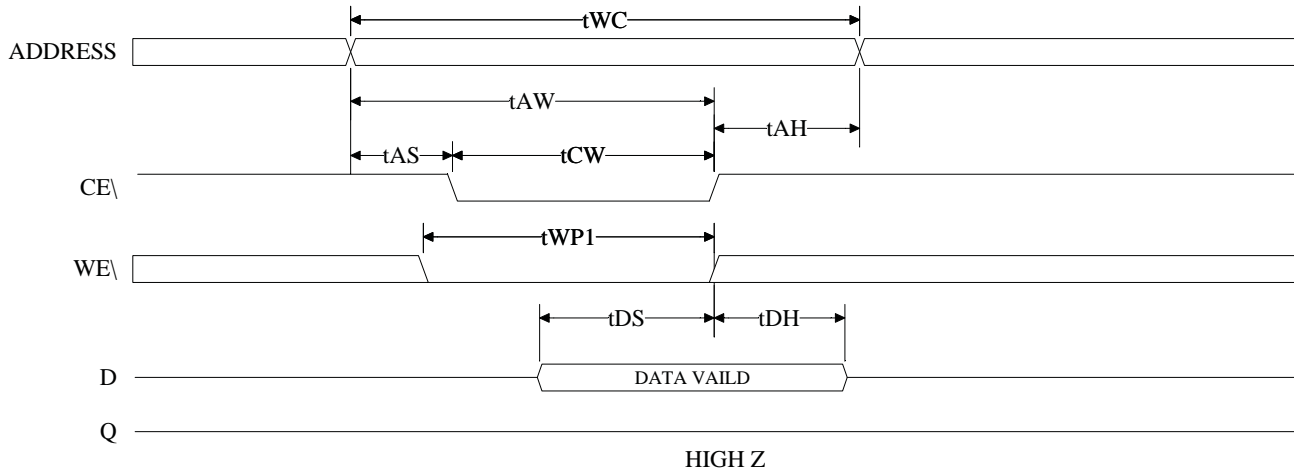 tWC
ADDRESS
tAW
tAH
tAS
tCW
CE\
tWP1
WE\
tDS
tDH
D
DATA VAILD
Q
HIGH Z